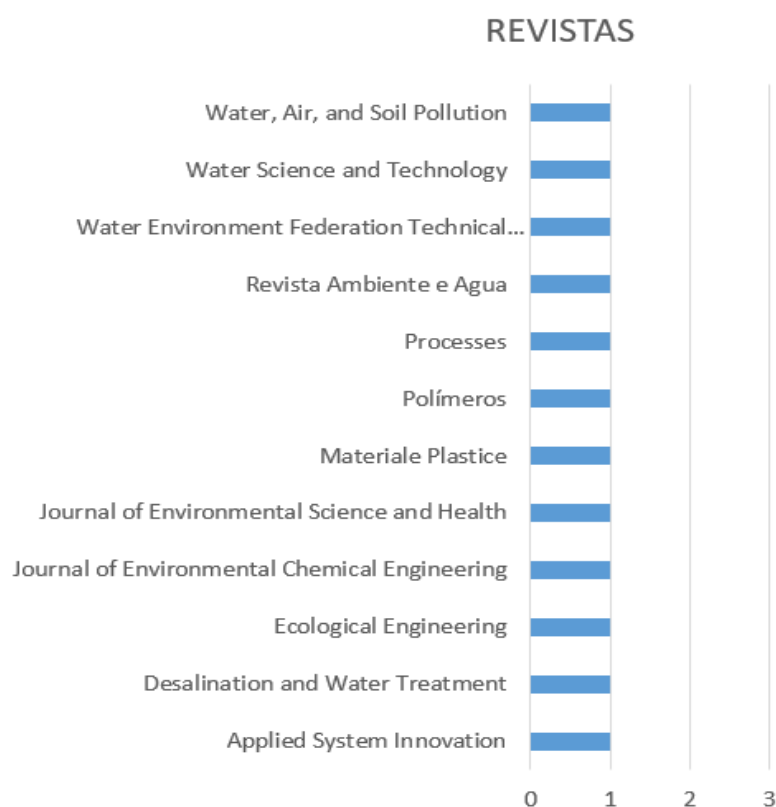 REVISTAS
Water, Air, and Soil Pollution
Water Science and Technology
Water Environment Federation Technical...
Revista Ambiente e Agua
Processes
Polímeros
Materiale Plastice
Journal of Environmental Science and Health
Journal of Environmental Chemical Engineering
Ecological Engineering
Desalination and Water Treatment
Applied System Innovation
0 1 2 3